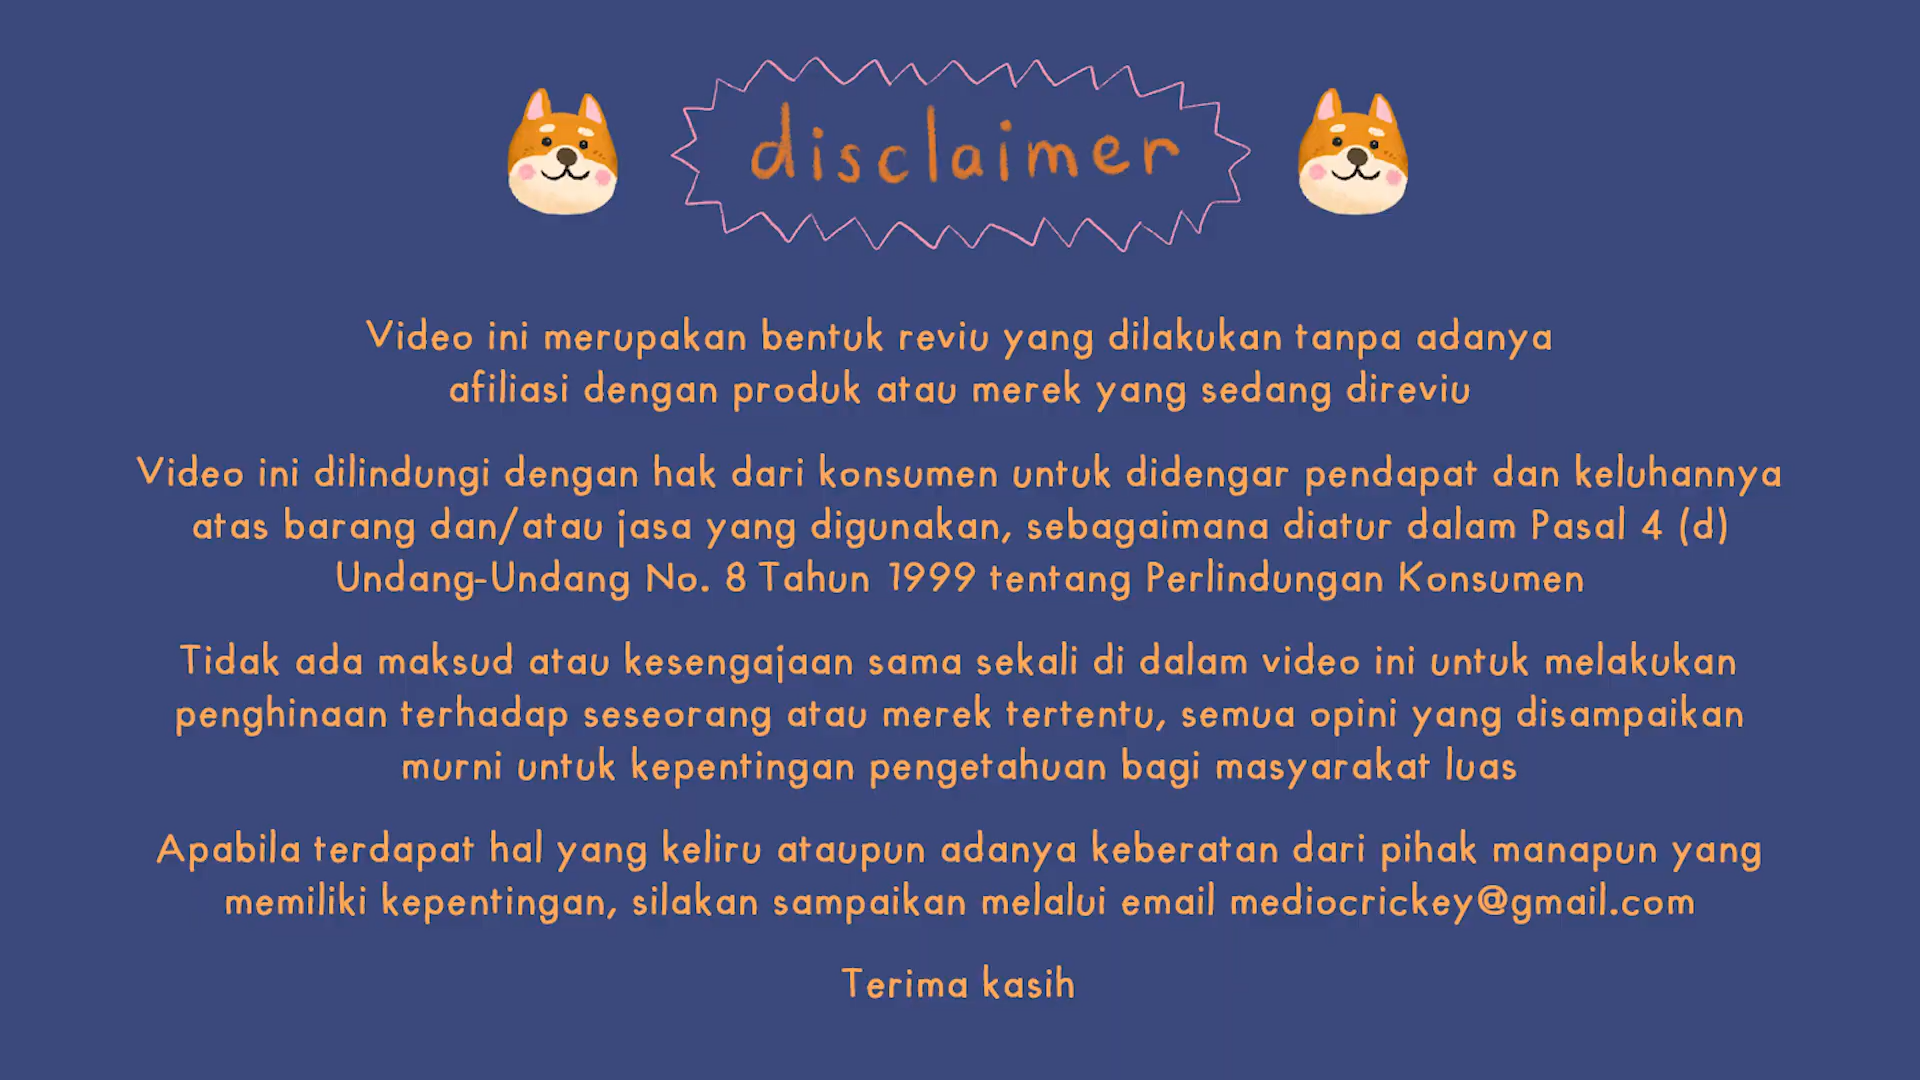 disclaimer
Video ini merupakan bentuk reviu yang dilakukan tanpa adanya
afiliasi dengan produk atau merek yang sedang direviu
Video ini dilindungi dengan hak dari konsumen untuk didengar pendapat dan keluhannya
atas barang dan/atau jasa yang digunakan, sebagaimana diatur dalam Pasal 4 (d)
Undang-Undang No. 8 Tahun 1999 tentang Perlindungan Konsumen
Tidak ada maksud atau kesengajaan sama sekali di dalam video ini untuk melakukan
penghinaan terhadap seseorang atau merek tertentu, semua opini yang disampaikan
murni untuk kepentingan pengetahuan bagi masyarakat luas
Apabila terdapat hal yang keliru ataupun adanya keberatan dari pihak manapun yang
memiliki kepentingan, silakan sampaikan melalui email mediocrickey@gmail.com
Terima kasih